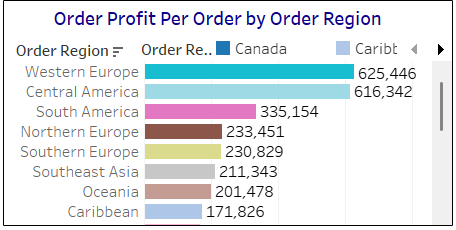 Order Profit Per Order by Order Region
Order Region Order Re.. Canada Caribb
Western Europe 625,446
Central America 616,342
South America 335,154
Northern Europe 233,451
Southern Europe 230,829
Southeast Asia 211,343
Oceania 201,478
Caribbean 171,826